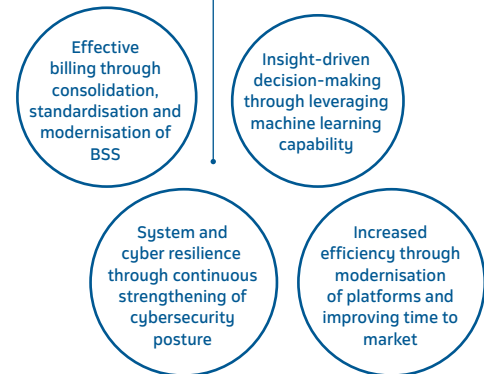 Effective
billing through
consolidation,
standardisation and
modernisation of
BSS
Insight-driven
decision-making
through leveraging
machine learning
capability
System and
cyber resilience
through continuous
strengthening of
cybersecurity
posture
Increased
efficiency through
modernisation
of platforms and
improving time to
market